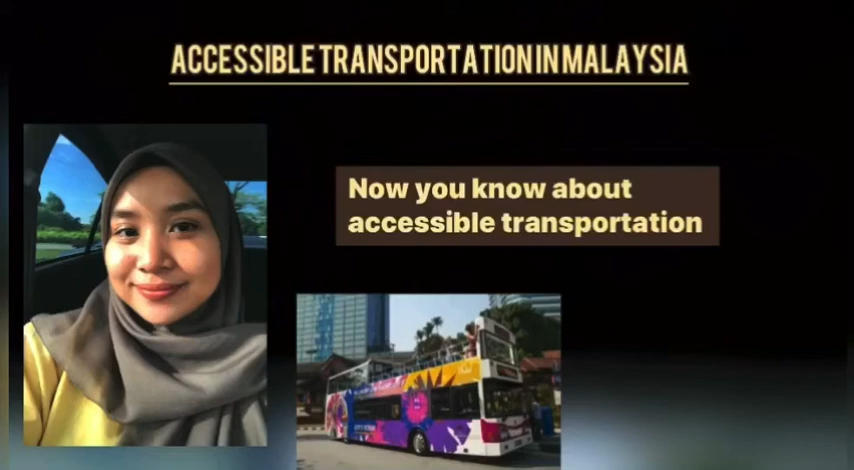 ACCESSIBLE TRANSPORTATION IN MALAYSIA
Now you know about
accessible transportation